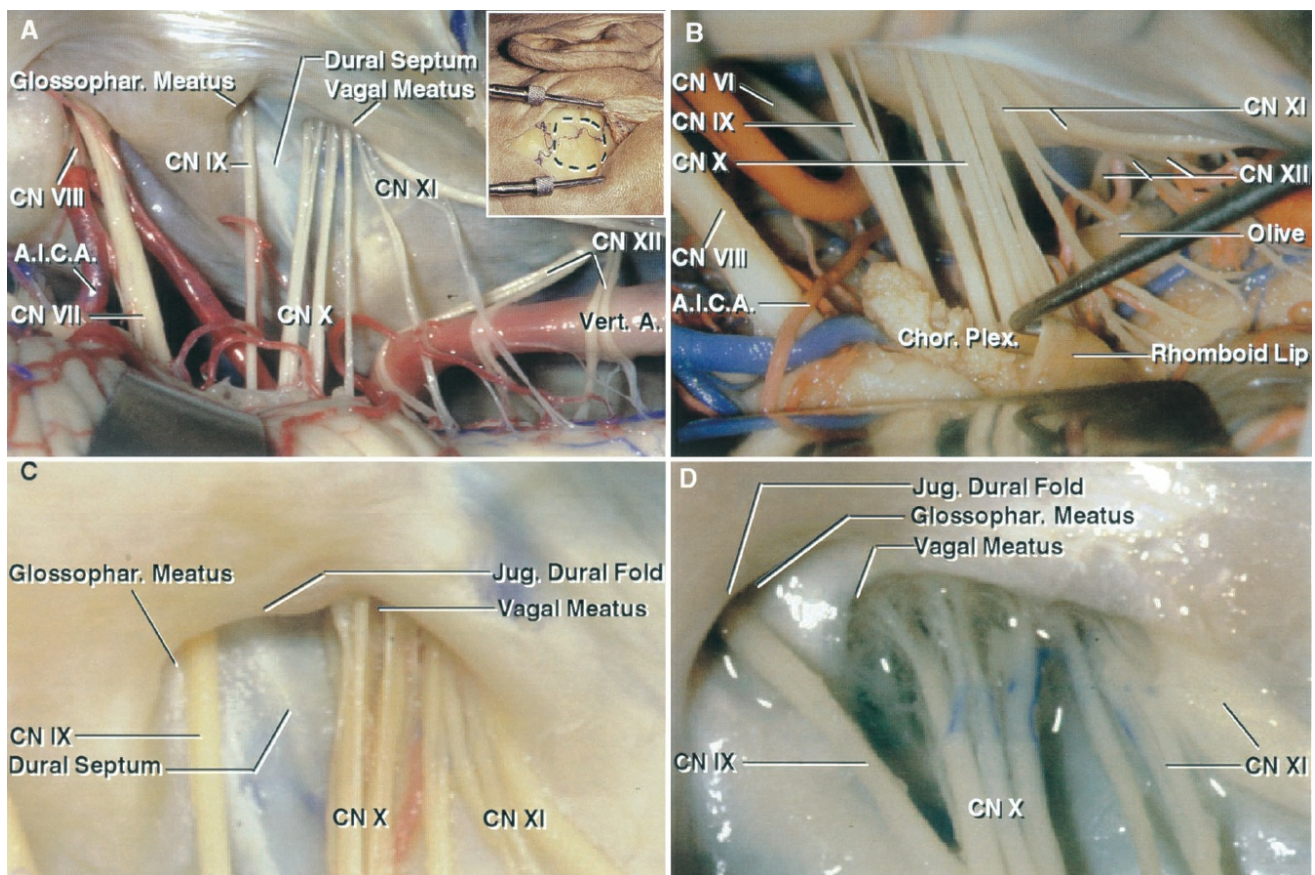 A
Dural Septum
Glossophar. Meatus
Vagal Meatus
CN IX
CN XI
CN VIII
CN XII
A.I.C.A.
CN VII
CN X
Vert. A.
B
CN VI
CN XI
CN IX
CN X
CN XII
CN VIII
Olive
A.I.C.A.
Chor. Plex.
Rhomboid Lip
C
Glossophar. Meatus
Jug. Dural Fold
Vagal Meatus
CN IX
Dural Septum
CN X
CN XI
D
Jug. Dural Fold
Glossophar. Meatus
Vagal Meatus
CN IX
CN XI
CN X